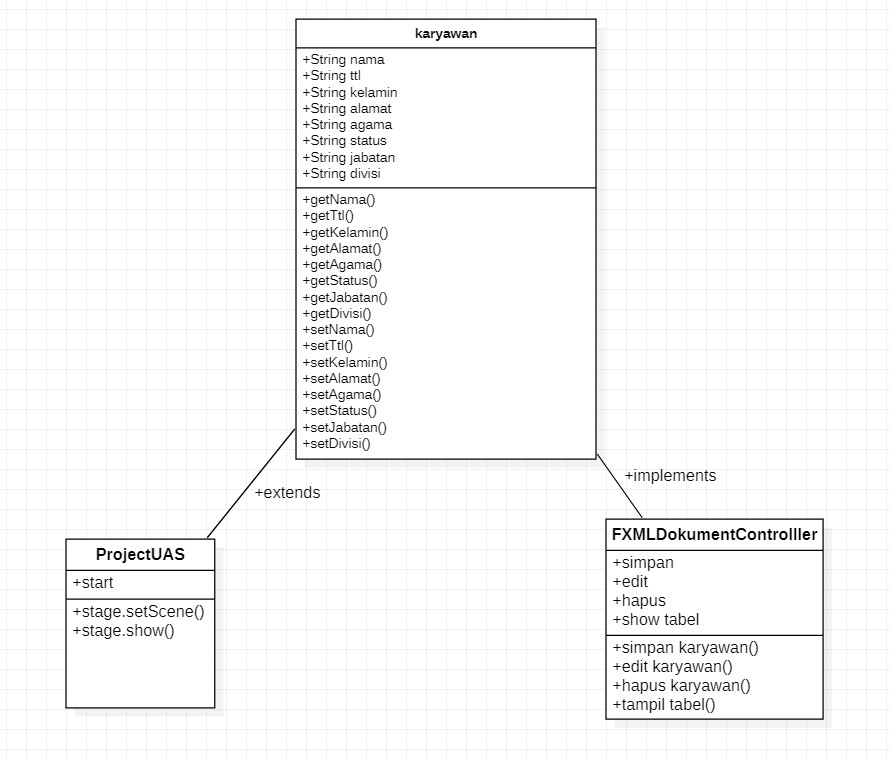 karyawan
+String nama
+String ttl
+String kelamin
+String alamat
+String agama
+String status
+String jabatan
+String divisi
+getNama()
+getTtl()
+getKelamin()
+getAlamat()
+getAgama()
+getStatus()
+getJabatan()
+getDivisi()
+setNama()
+setTtl()
+setKelamin()
+setAlamat()
+setAgama()
+setStatus()
+setJabatan()
+setDivisi()
+extends
+implements
ProjectUAS
+start
+stage.setScene()
+stage.show()
FXMLDokumentControlller
+simpan
+edit
+hapus
+show tabel
+simpan karyawan()
+edit karyawan()
+hapus karyawan()
+tampil tabel()